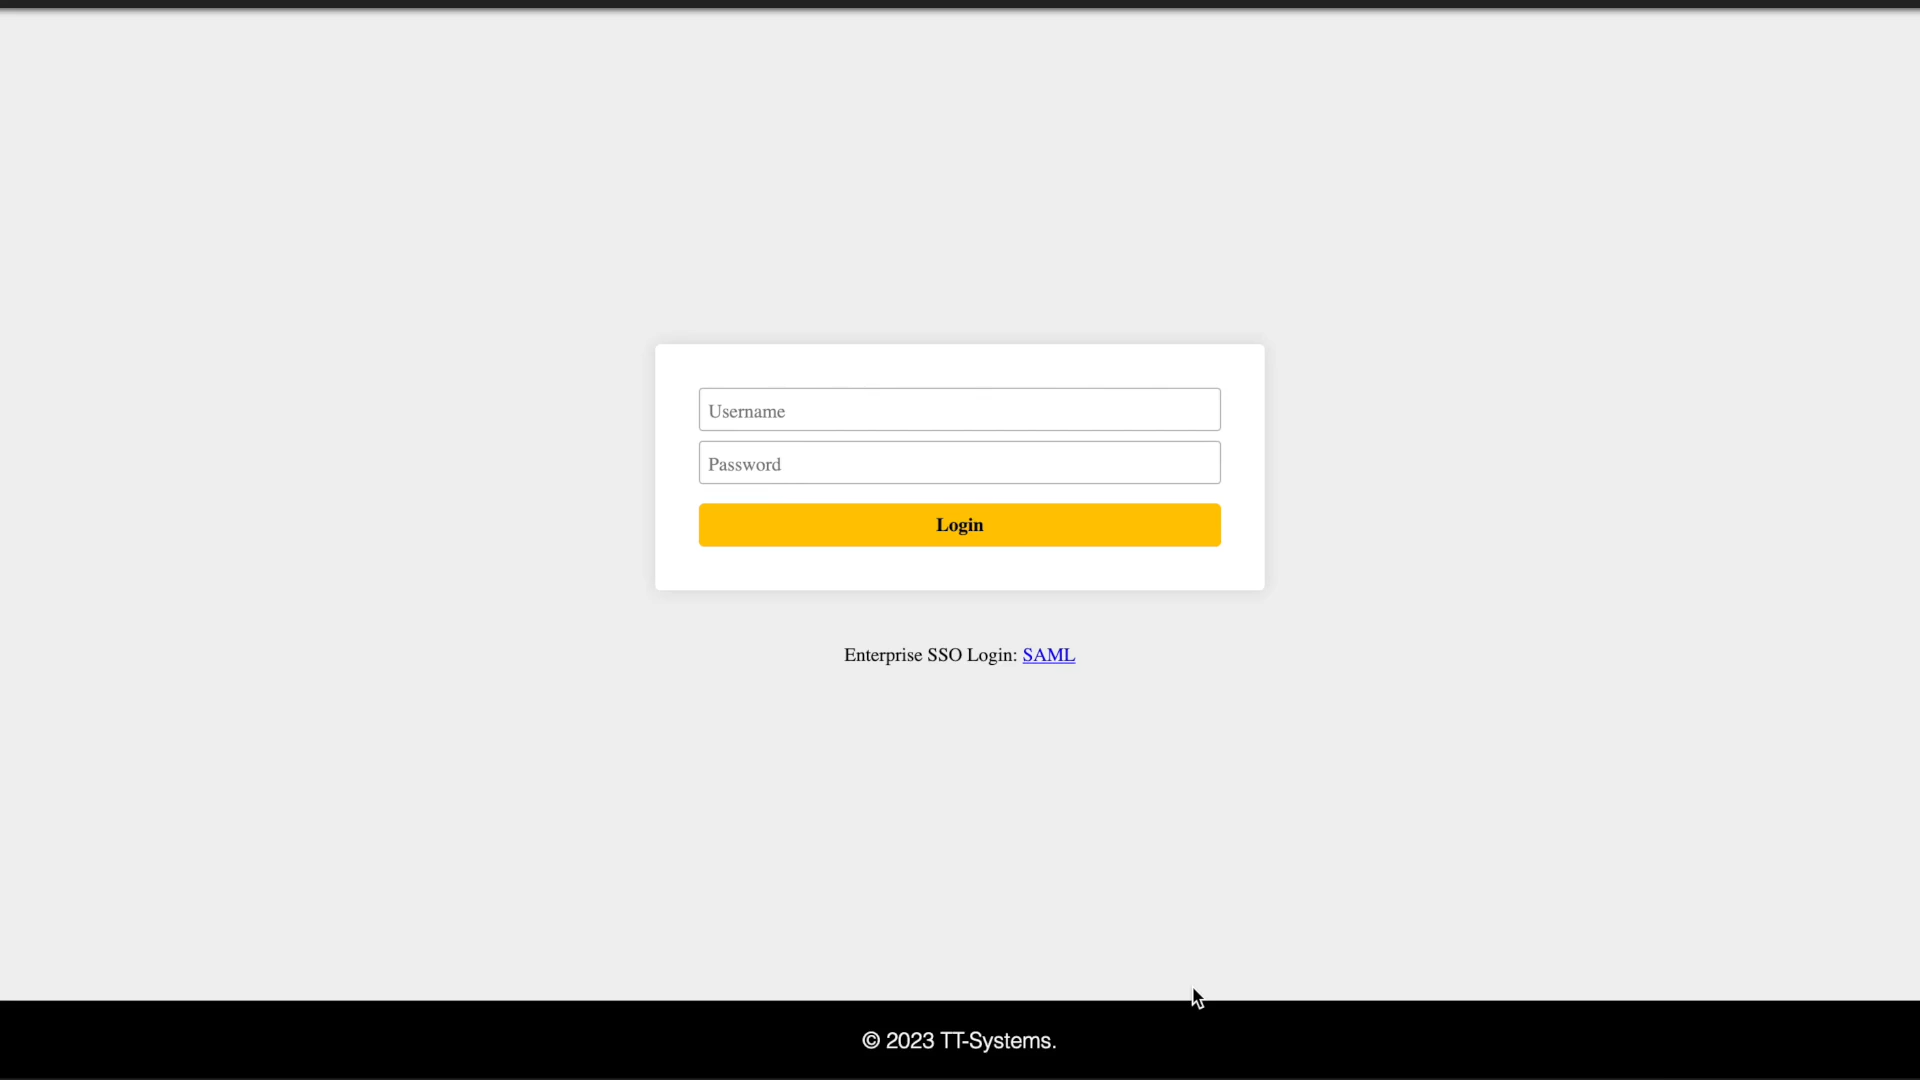 Username
Password
Login
Enterprise SSO Login: SAML
© 2023 TT-Systems.